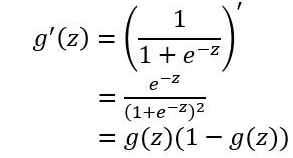 g′(z) = (1 / (1 + e^{−z}))′
= e^{−z} / (1+e^{−z})^2
= g(z)(1 − g(z))